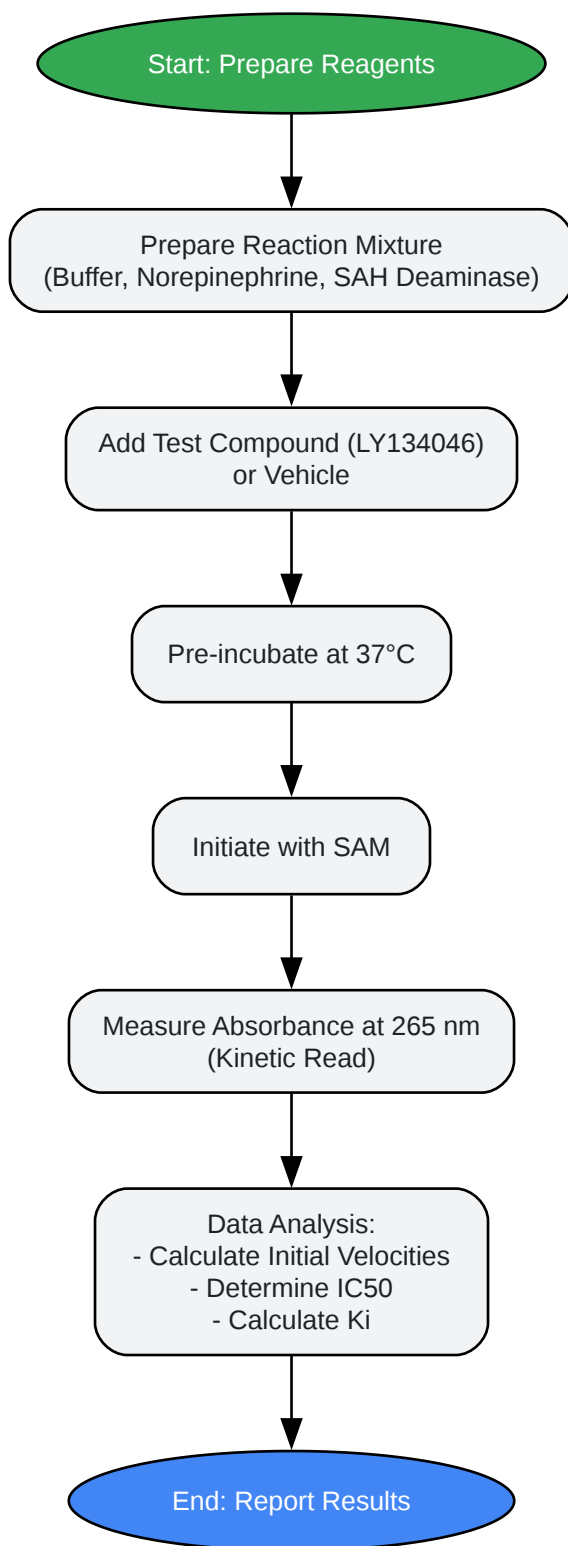 Start: Prepare Reagents
Prepare Reaction Mixture
(Buffer, Norepinephrine, SAH Deaminase)
Add Test Compound (LY134046)
or Vehicle
Pre-incubate at 37°C
Initiate with SAM
Measure Absorbance at 265 nm
(Kinetic Read)
Data Analysis:
- Calculate Initial Velocities
- Determine IC50
- Calculate Ki
End: Report Results